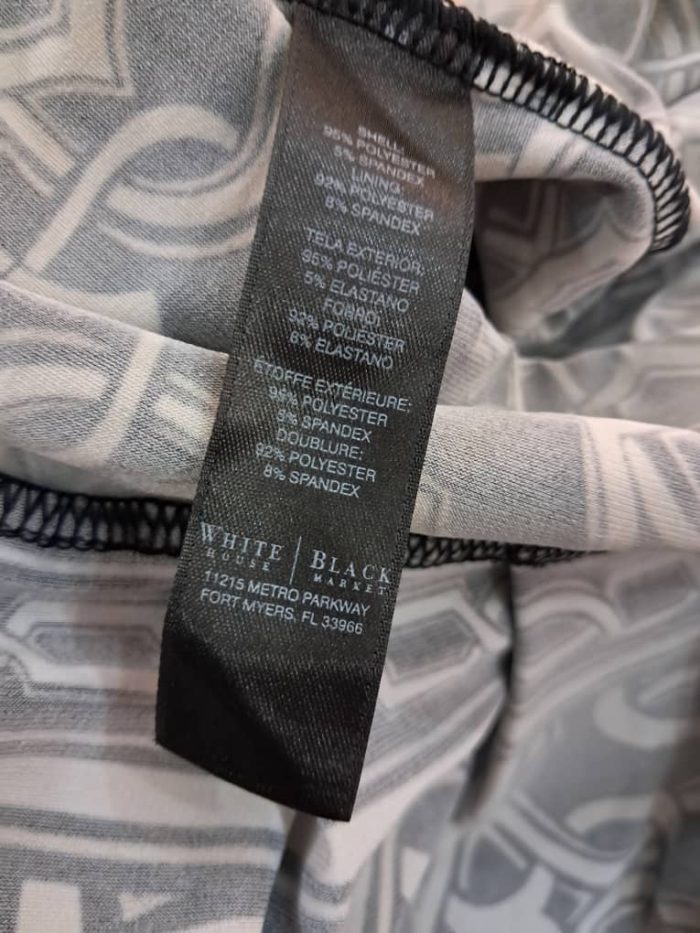 SHELL:
95% POLYESTER
5% SPANDEX
LINING:
92% POLYESTER
8% SPANDEX
TELA EXTERIOR:
95% POLIÉSTER
5% ELASTANO
FORRO:
92% POLIÉSTER
8% ELASTANO
ÉTOFFE EXTÉRIEURE:
95% POLYESTER
5% SPANDEX
DOUBLURE:
92% POLYESTER
8% SPANDEX
WHITE | BLACK
HOUSE | MARKET
11215 METRO PARKWAY
FORT MYERS, FL 33966